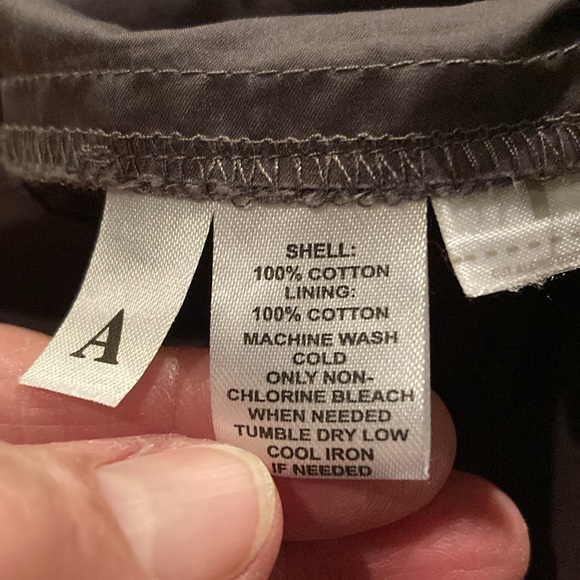 A
SHELL:
100% COTTON
LINING:
100% COTTON
MACHINE WASH
COLD
ONLY NON-
CHLORINE BLEACH
WHEN NEEDED
TUMBLE DRY LOW
COOL IRON
IF NEEDED